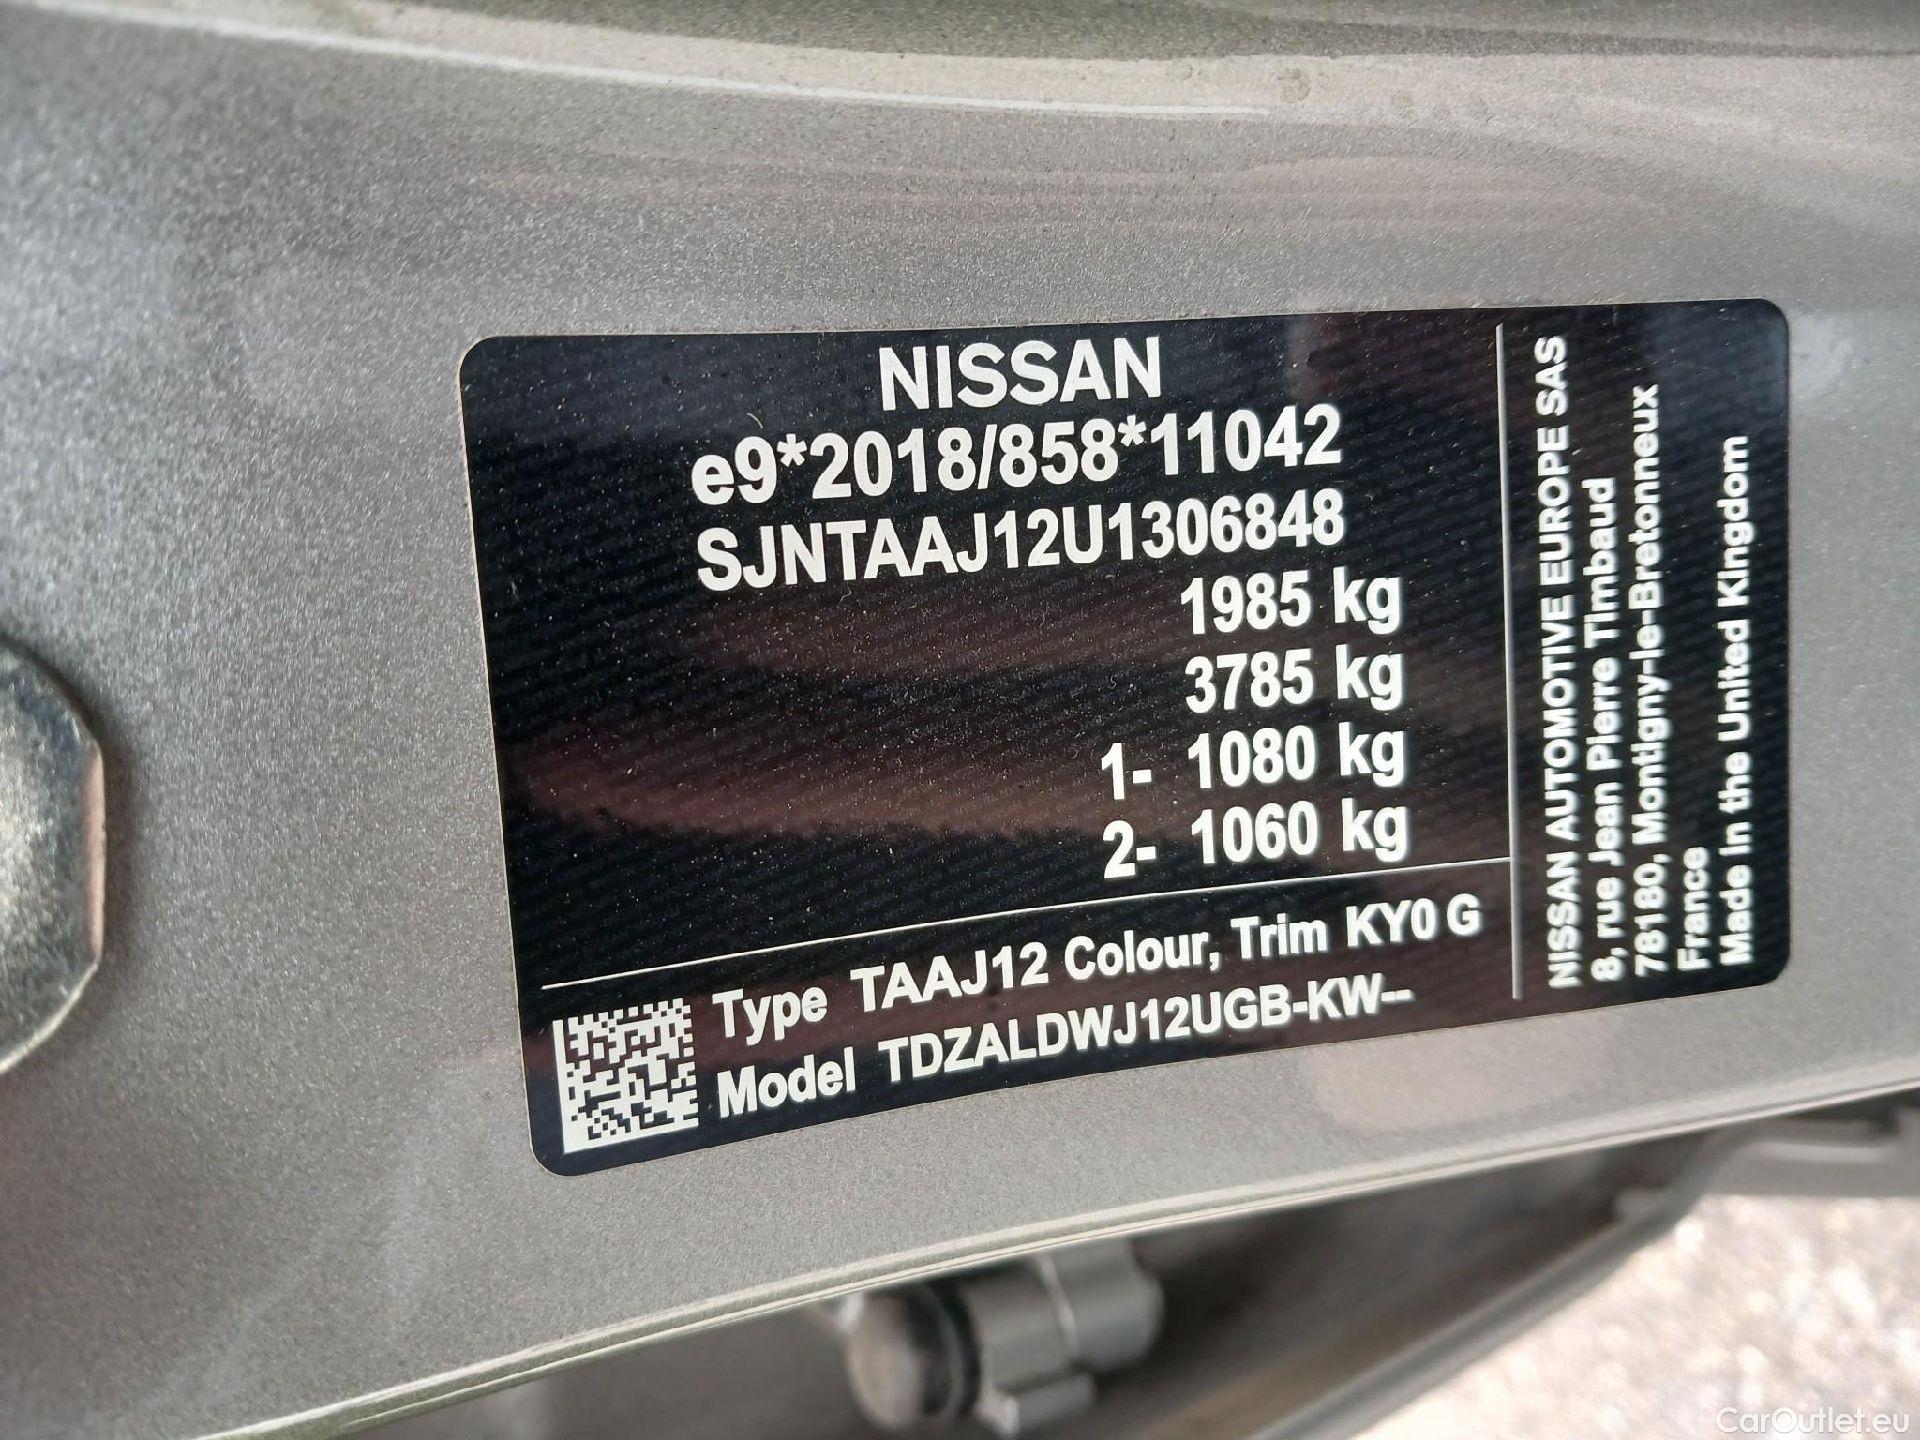 NISSAN
e9*2018/858*11042
SJNTAAJ12U1306848
1985 kg
3785 kg
1- 1080 kg
2- 1060 kg
Type TAAJ12 Colour, Trim KY0 G
Model TDZALDWJ12UGB-KW--
NISSAN AUTOMOTIVE EUROPE SAS
8, rue Jean Pierre Timbaud
78180, Montigny-le-Bretonneux
France
Made in the United Kingdom
CarOutlet.eu